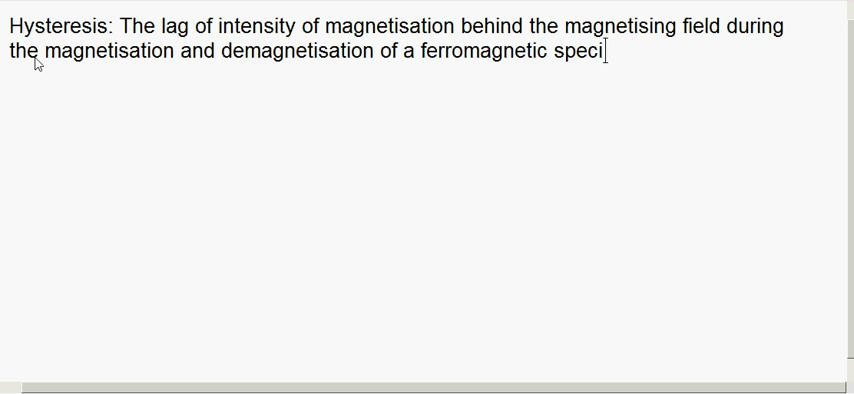 Hysteresis: The lag of intensity of magnetisation behind the magnetising field during
the magnetisation and demagnetisation of a ferromagnetic speci